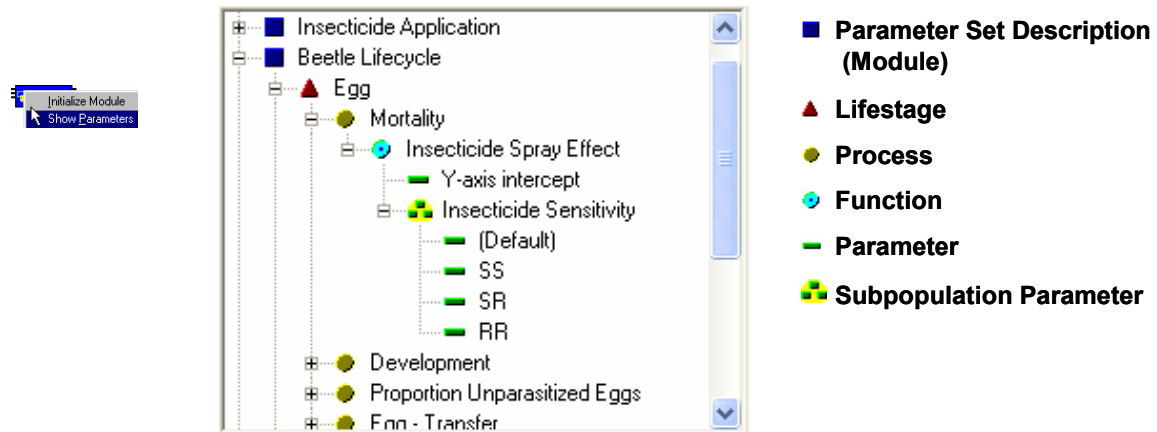 Initialize Module
Show Parameters
Insecticide Application
Beetle Lifecycle
Egg
Mortality
Insecticide Spray Effect
Y-axis intercept
Insecticide Sensitivity
(Default)
SS
SR
RR
Development
Proportion Unparasitized Eggs
Egg - Transfer
Parameter Set Description
(Module)
Lifestage
Process
Function
Parameter
Subpopulation Parameter